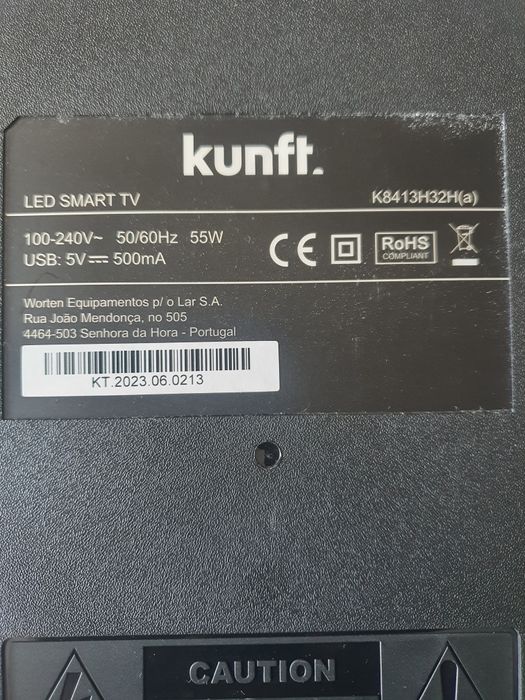 kunft.
LED SMART TV K8413H32H(a)
100-240V~ 50/60Hz 55W
USB: 5V⎓ 500mA
CE
RoHS
COMPLIANT
Worten Equipamentos p/ o Lar S.A.
Rua João Mendonça, no 505
4464-503 Senhora da Hora - Portugal
KT.2023.06.0213
CAUTION